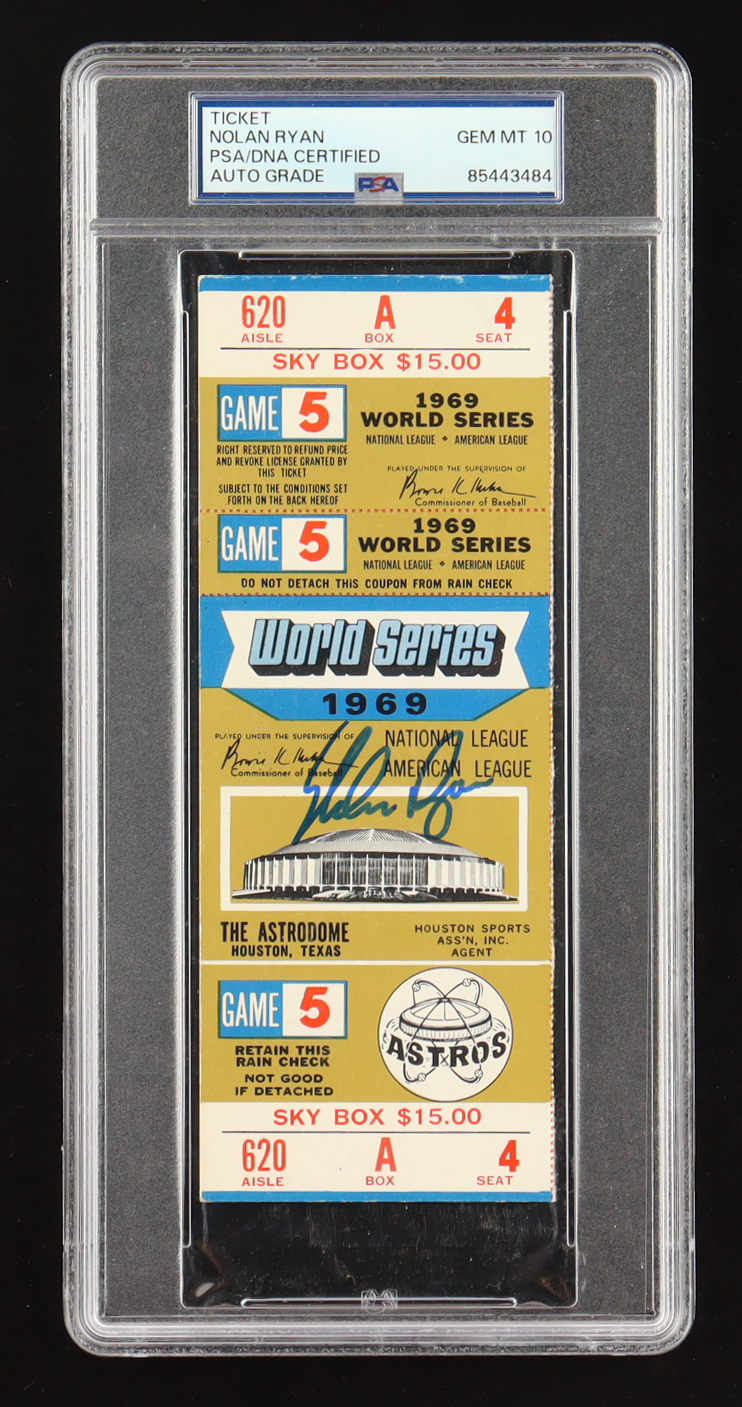 TICKET
NOLAN RYAN GEM MT 10
PSA/DNA CERTIFIED
AUTO GRADE PSA 85443484
620 A 4
AISLE BOX SEAT
SKY BOX $15.00
GAME 5
RIGHT RESERVED TO REFUND PRICE
AND REVOKE LICENSE GRANTED BY
THIS TICKET
SUBJECT TO THE CONDITIONS SET
FORTH ON THE BACK HEREOF
1969
WORLD SERIES
NATIONAL LEAGUE • AMERICAN LEAGUE
PLAYED UNDER THE SUPERVISION OF
Bowie K. Kuhn
Commissioner of Baseball
GAME 5
1969
WORLD SERIES
NATIONAL LEAGUE • AMERICAN LEAGUE
DO NOT DETACH THIS COUPON FROM RAIN CHECK
World Series
1969
PLAYED UNDER THE SUPERVISION OF
Bowie K. Kuhn
Commissioner of Baseball
NATIONAL LEAGUE
AMERICAN LEAGUE
Nolan Ryan
THE ASTRODOME
HOUSTON, TEXAS
HOUSTON SPORTS
ASS'N, INC.
AGENT
GAME 5
RETAIN THIS
RAIN CHECK
NOT GOOD
IF DETACHED
ASTROS
SKY BOX $15.00
620 A 4
AISLE BOX SEAT